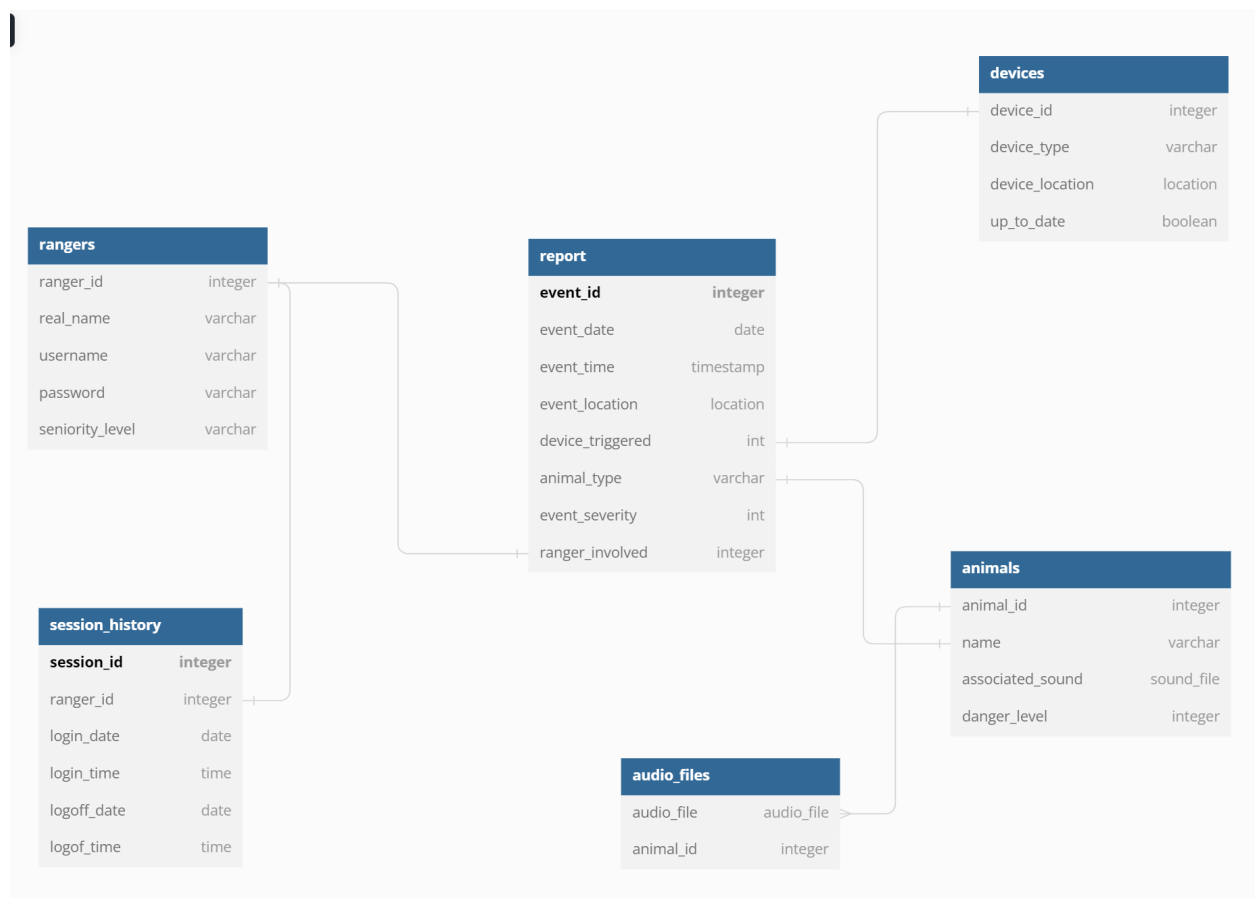 devices
device_id integer
device_type varchar
device_location location
up_to_date boolean
rangers
ranger_id integer
real_name varchar
username varchar
password varchar
seniority_level varchar
report
event_id integer
event_date date
event_time timestamp
event_location location
device_triggered int
animal_type varchar
event_severity int
ranger_involved integer
animals
animal_id integer
name varchar
associated_sound sound_file
danger_level integer
session_history
session_id integer
ranger_id integer
login_date date
login_time time
logoff_date date
logof_time time
audio_files
audio_file audio_file
animal_id integer